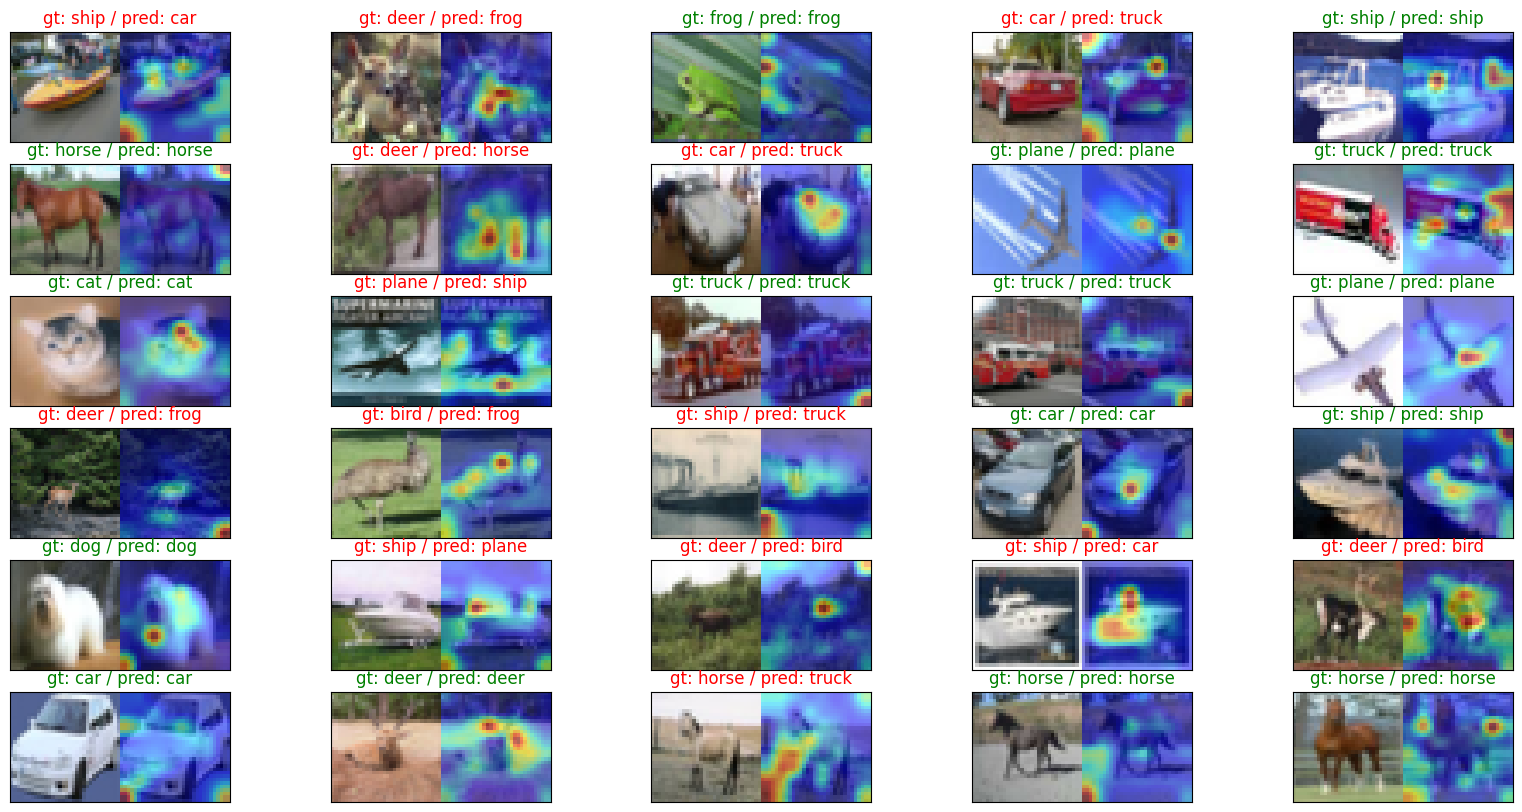 gt: ship / pred: car
gt: deer / pred: frog
gt: frog / pred: frog
gt: car / pred: truck
gt: ship / pred: ship
gt: horse / pred: horse
gt: deer / pred: horse
gt: car / pred: truck
gt: plane / pred: plane
gt: truck / pred: truck
gt: cat / pred: cat
gt: plane / pred: ship
gt: truck / pred: truck
gt: truck / pred: truck
gt: plane / pred: plane
SUPERMARINE
gt: deer / pred: frog
gt: bird / pred: frog
gt: ship / pred: truck
gt: car / pred: car
gt: ship / pred: ship
gt: dog / pred: dog
gt: ship / pred: plane
gt: deer / pred: bird
gt: ship / pred: car
gt: deer / pred: bird
gt: car / pred: car
gt: deer / pred: deer
gt: horse / pred: truck
gt: horse / pred: horse
gt: horse / pred: horse